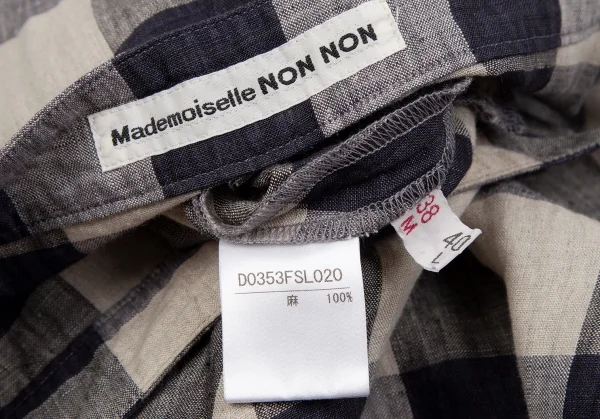 Mademoiselle NON NON
38
M
40
L
D0353FSL020
麻 100%